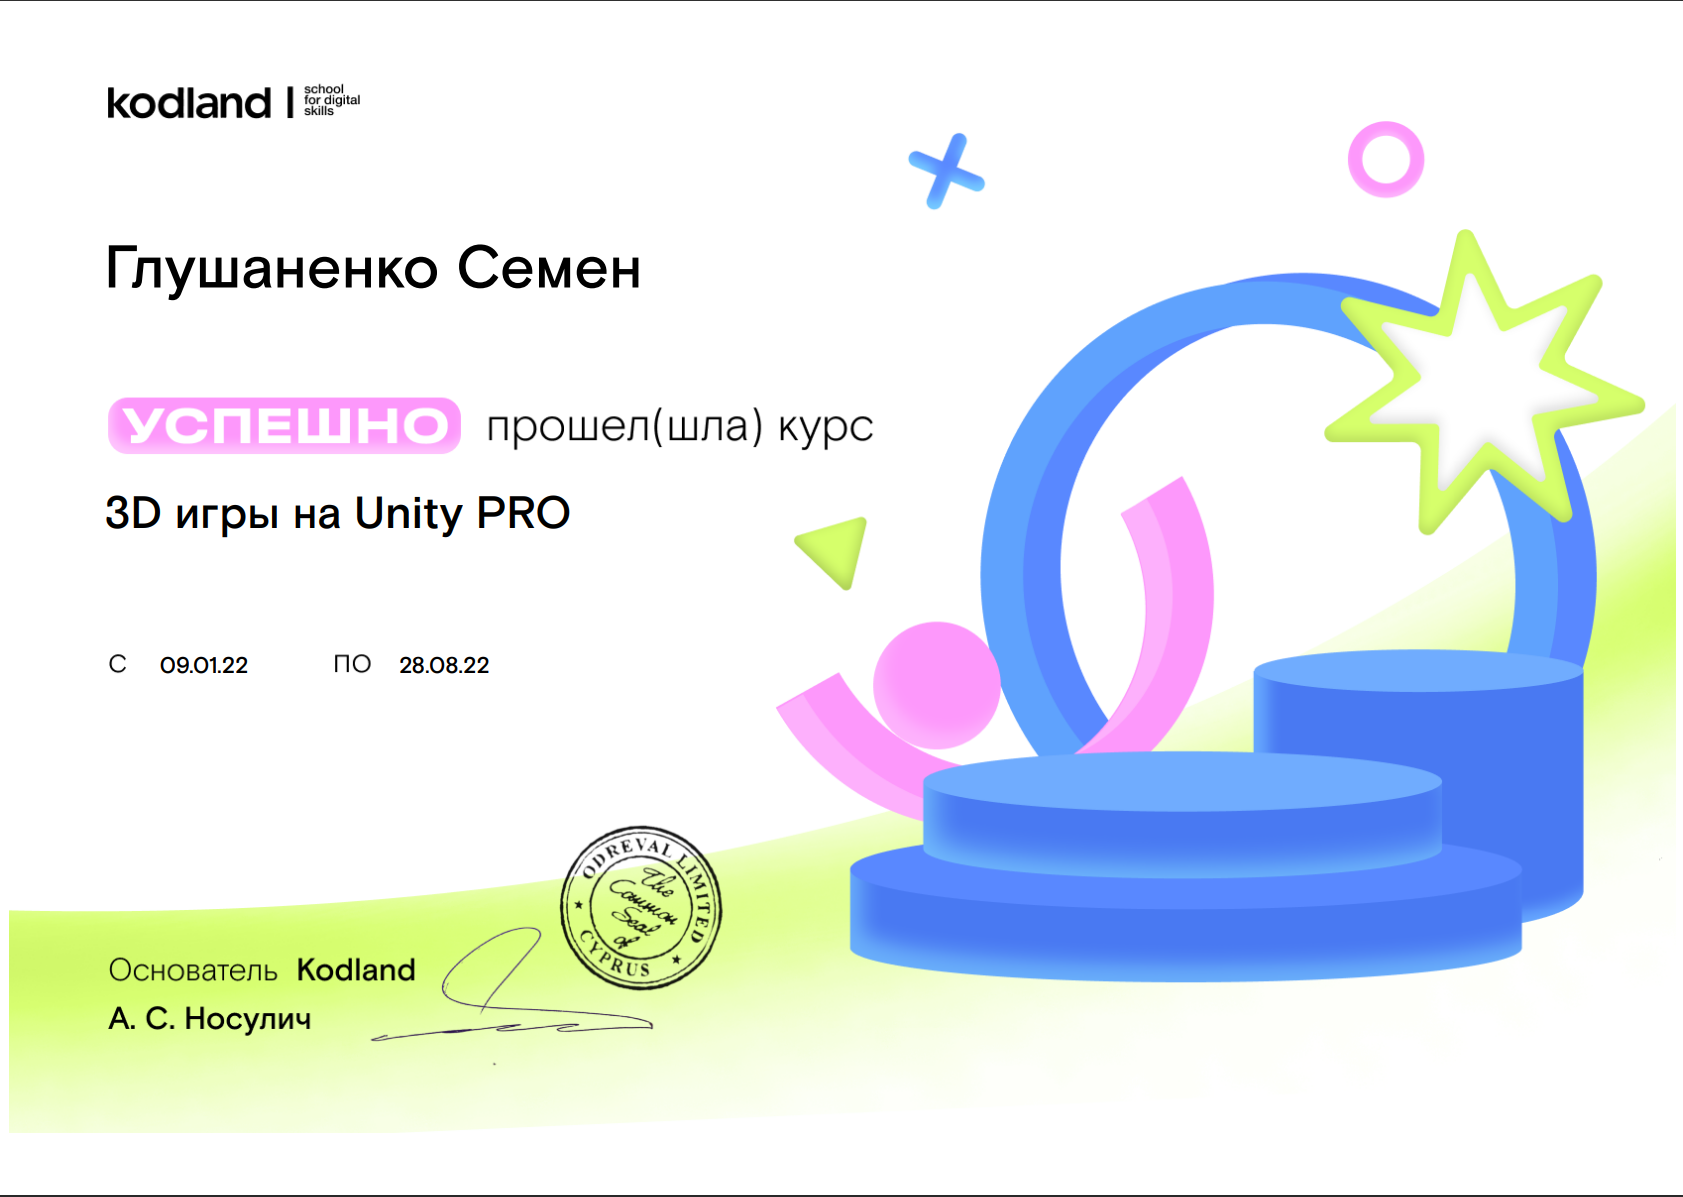 kodland | school for digital skills
Глушаненко Семен
УСПЕШНО прошел(шла) курс
3D игры на Unity PRO
С 09.01.22 ПО 28.08.22
ODREVAL LIMITED
The
Common
Seal
of
CYPRUS
Основатель Kodland
А. С. Носулич